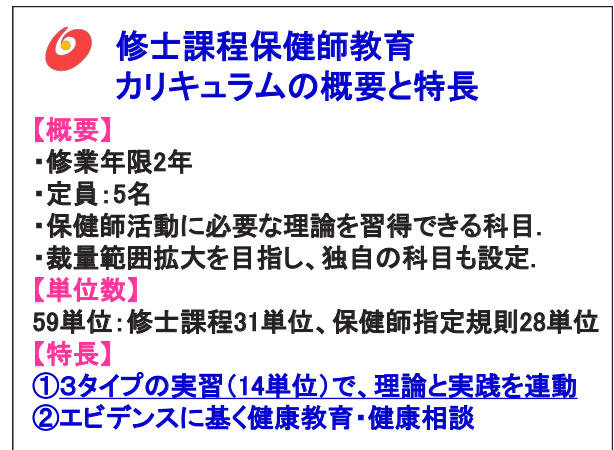 修士課程保健師教育
カリキュラムの概要と特長
【概要】
・修業年限2年
・定員：5名
・保健師活動に必要な理論を習得できる科目.
・裁量範囲拡大を目指し、独自の科目も設定.
【単位数】
59単位：修士課程31単位、保健師指定規則28単位
【特長】
①３タイプの実習（14単位）で、理論と実践を連動
②エビデンスに基く健康教育・健康相談